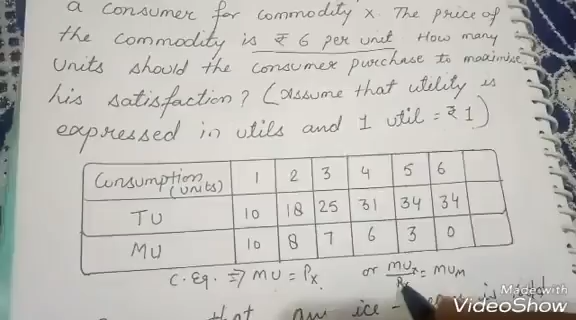 a consumer for commodity x. The price of
the commodity is ₹ 6 per unit How many
units should the consumer purchase to maximise
his satisfaction? (Assume that utility is
expressed in utils and 1 util = ₹ 1)
Consumption (units) 1 2 3 4 5 6
TU 10 18 25 31 34 34
MU 10 8 7 6 3 0
C. Eq. ⇒ MU = Px or MUx/Px = MUM
that an ice-
Made with
VideoShow